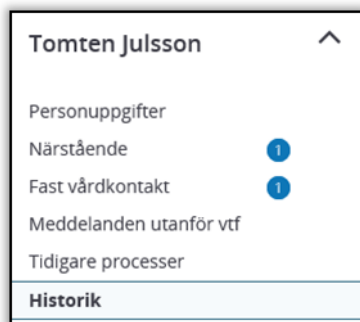 Tomten Julsson
Personuppgifter
Närstående 1
Fast vårdkontakt 1
Meddelanden utanför vtf
Tidigare processer
Historik